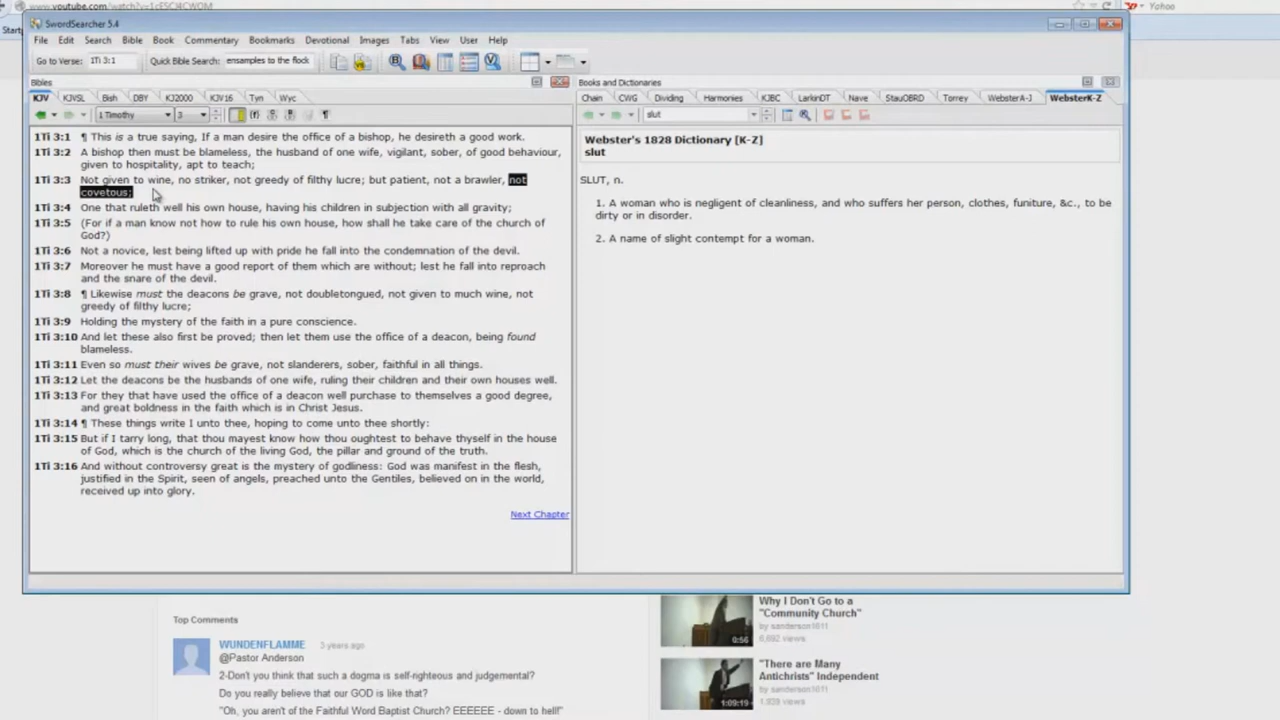 www.youtube.com/watch?v=1cESCJ4CWOM
Yahoo
SwordSearcher 5.4
File Edit Search Bible Book Commentary Bookmarks Devotional Images Tabs View User Help
Go to Verse: 1Ti 3:1 Quick Bible Search: ensamples to the flock
Bibles
KJV KJVSL Bish DBY KJ2000 KJV16 Tyn Wyc
1 Timothy 3
1Ti 3:1 ¶ This is a true saying, If a man desire the office of a bishop, he desireth a good work.
1Ti 3:2 A bishop then must be blameless, the husband of one wife, vigilant, sober, of good behaviour,
given to hospitality, apt to teach;
1Ti 3:3 Not given to wine, no striker, not greedy of filthy lucre; but patient, not a brawler, not
covetous;
1Ti 3:4 One that ruleth well his own house, having his children in subjection with all gravity;
1Ti 3:5 (For if a man know not how to rule his own house, how shall he take care of the church of
God?)
1Ti 3:6 Not a novice, lest being lifted up with pride he fall into the condemnation of the devil.
1Ti 3:7 Moreover he must have a good report of them which are without; lest he fall into reproach
and the snare of the devil.
1Ti 3:8 ¶ Likewise must the deacons be grave, not doubletongued, not given to much wine, not
greedy of filthy lucre;
1Ti 3:9 Holding the mystery of the faith in a pure conscience.
1Ti 3:10 And let these also first be proved; then let them use the office of a deacon, being found
blameless.
1Ti 3:11 Even so must their wives be grave, not slanderers, sober, faithful in all things.
1Ti 3:12 Let the deacons be the husbands of one wife, ruling their children and their own houses well.
1Ti 3:13 For they that have used the office of a deacon well purchase to themselves a good degree,
and great boldness in the faith which is in Christ Jesus.
1Ti 3:14 ¶ These things write I unto thee, hoping to come unto thee shortly:
1Ti 3:15 But if I tarry long, that thou mayest know how thou oughtest to behave thyself in the house
of God, which is the church of the living God, the pillar and ground of the truth.
1Ti 3:16 And without controversy great is the mystery of godliness: God was manifest in the flesh,
justified in the Spirit, seen of angels, preached unto the Gentiles, believed on in the world,
received up into glory.
Next Chapter
Books and Dictionaries
Chain CWG Dividing Harmonies KJBC LarkinDT Nave StauOBRD Torrey WebsterA-J WebsterK-Z
slut
Webster's 1828 Dictionary [K-Z]
slut
SLUT, n.
1. A woman who is negligent of cleanliness, and who suffers her person, clothes, funiture, &c., to be
dirty or in disorder.
2. A name of slight contempt for a woman.
Top Comments
WUNDENFLAMME 3 years ago
@Pastor Anderson
2-Don't you think that such a dogma is self-righteous and judgemental?
Do you really believe that our GOD is like that?
"Oh, you aren't of the Faithful Word Baptist Church? EEEEEE - down to hell!"
0:56
Why I Don't Go to a
"Community Church"
by sanderson1611
6,692 views
1:09:19
"There are Many
Antichrists" Independent
by sanderson1611